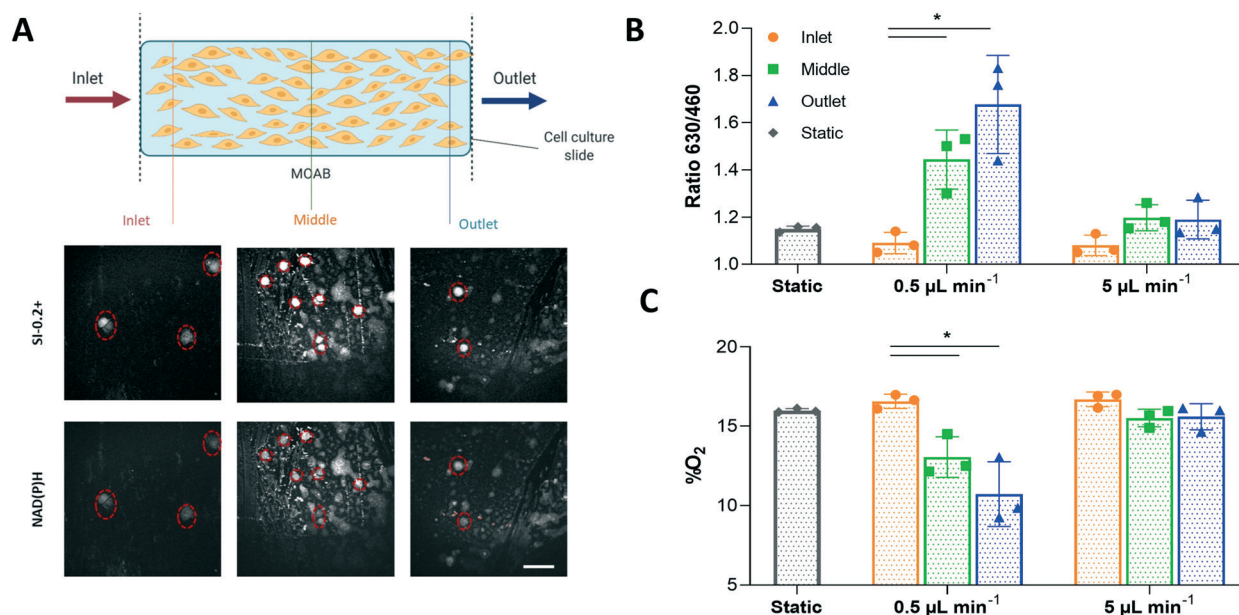 A
Inlet
Outlet
Cell culture
slide
MOAB
Inlet
Middle
Outlet
SI-0.2+
NAD(P)H
B
Ratio 630/460
2.0
1.8
1.6
1.4
1.2
1.0
Inlet
Middle
Outlet
Static
*
Static
0.5 µL min⁻¹
5 µL min⁻¹
C
%O₂
20
15
10
5
*
Static
0.5 µL min⁻¹
5 µL min⁻¹